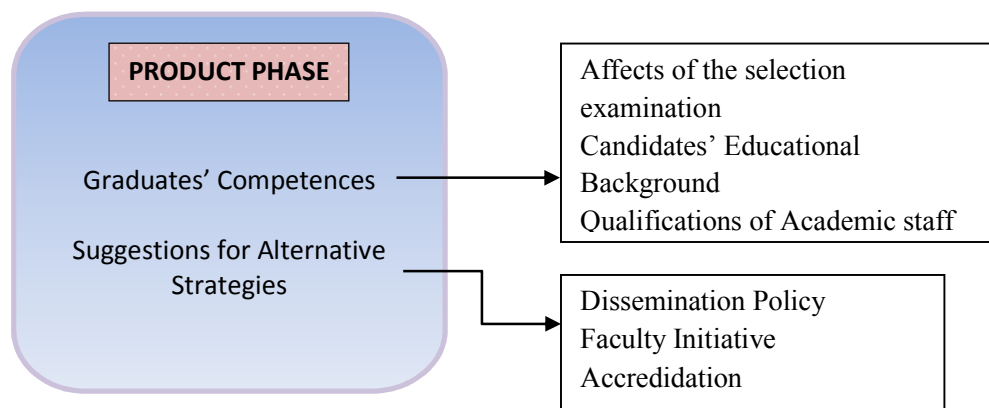 PRODUCT PHASE
Graduates’ Competences
Suggestions for Alternative
Strategies
Affects of the selection
examination
Candidates’ Educational
Background
Qualifications of Academic staff
Dissemination Policy
Faculty Initiative
Accredidation